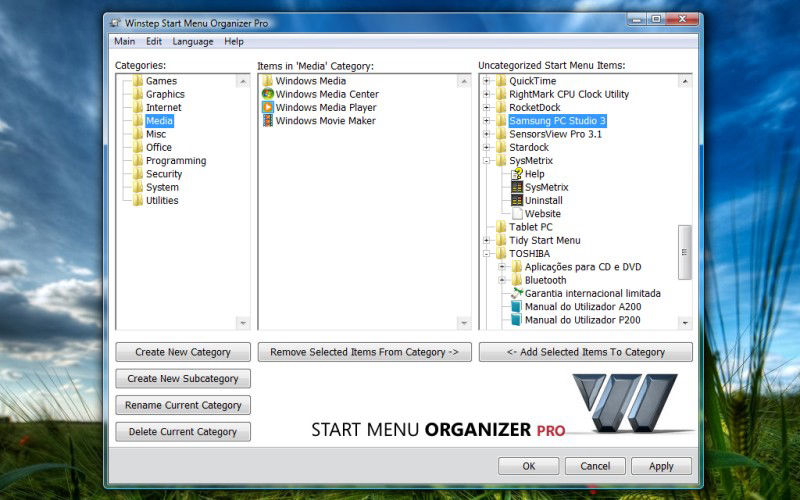 Winstep Start Menu Organizer Pro
Main Edit Language Help
Categories:
Games
Graphics
Internet
Media
Misc
Office
Programming
Security
System
Utilities
Items in 'Media' Category:
Windows Media
Windows Media Center
Windows Media Player
Windows Movie Maker
Uncategorized Start Menu Items:
QuickTime
RightMark CPU Clock Utility
RocketDock
Samsung PC Studio 3
SensorsView Pro 3.1
Stardock
SysMetrix
Help
SysMetrix
Uninstall
Website
Tablet PC
Tidy Start Menu
TOSHIBA
Aplicações para CD e DVD
Bluetooth
Garantia internacional limitada
Manual do Utilizador A200
Manual do Utilizador P200
Create New Category
Remove Selected Items From Category ->
<- Add Selected Items To Category
Create New Subcategory
Rename Current Category
Delete Current Category
START MENU ORGANIZER PRO
OK Cancel Apply